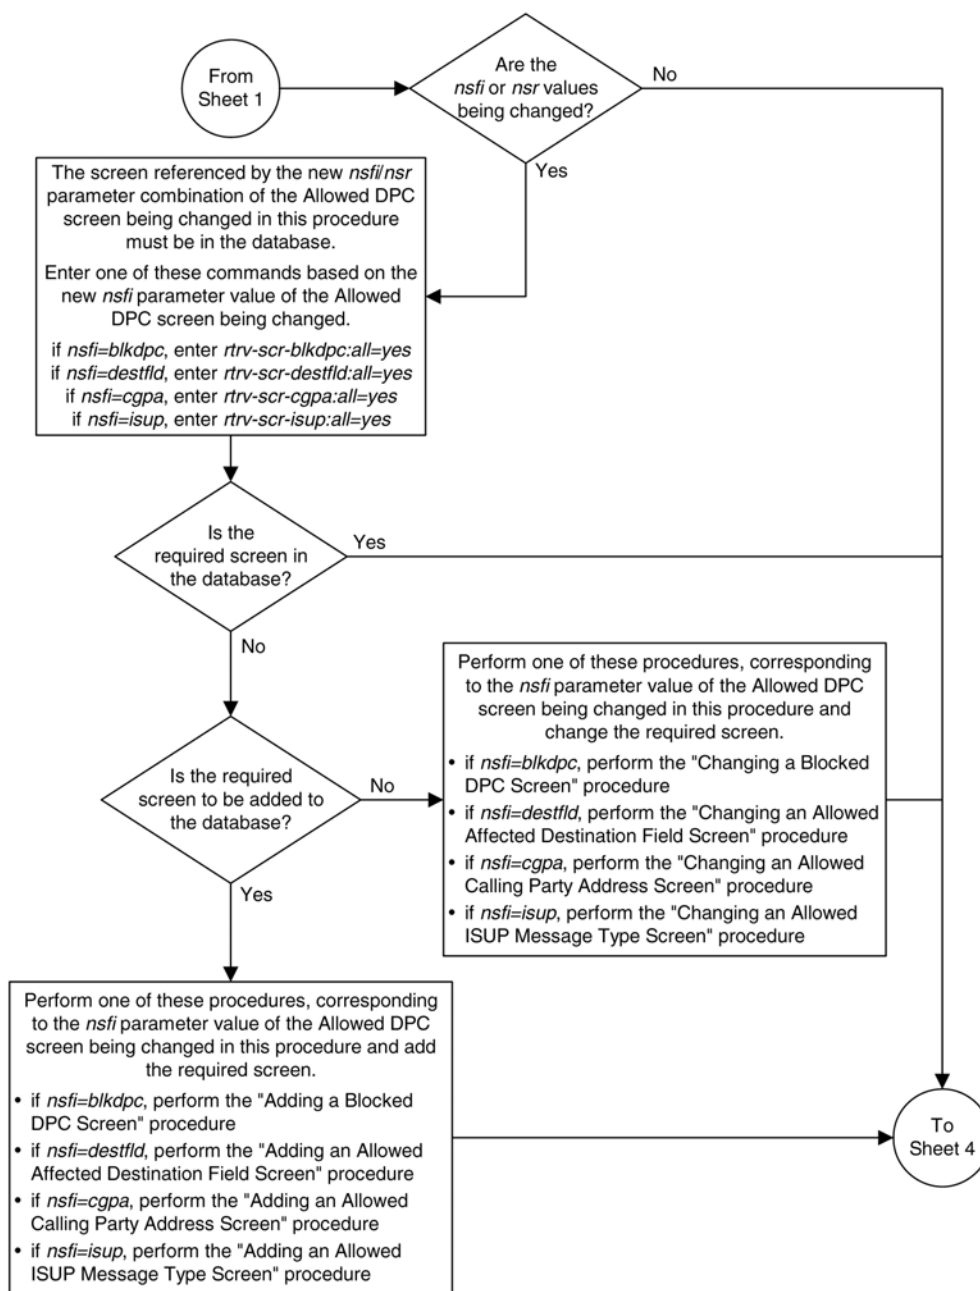 From
Sheet 1
Are the
nsfi or nsr values
being changed?
No
Yes
The screen referenced by the new nsfi/nsr
parameter combination of the Allowed DPC
screen being changed in this procedure
must be in the database.
Enter one of these commands based on the
new nsfi parameter value of the Allowed
DPC screen being changed.
if nsfi=blkdpc, enter rtrv-scr-blkdpc:all=yes
if nsfi=destfld, enter rtrv-scr-destfld:all=yes
if nsfi=cgpa, enter rtrv-scr-cgpa:all=yes
if nsfi=isup, enter rtrv-scr-isup:all=yes
Is the
required screen in
the database?
Yes
No
Is the required
screen to be added to
the database?
No
Yes
Perform one of these procedures, corresponding
to the nsfi parameter value of the Allowed DPC
screen being changed in this procedure and
change the required screen.
• if nsfi=blkdpc, perform the "Changing a Blocked
DPC Screen" procedure
• if nsfi=destfld, perform the "Changing an Allowed
Affected Destination Field Screen" procedure
• if nsfi=cgpa, perform the "Changing an Allowed
Calling Party Address Screen" procedure
• if nsfi=isup, perform the "Changing an Allowed
ISUP Message Type Screen" procedure
Perform one of these procedures, corresponding
to the nsfi parameter value of the Allowed DPC
screen being changed in this procedure and add
the required screen.
• if nsfi=blkdpc, perform the "Adding a Blocked
DPC Screen" procedure
• if nsfi=destfld, perform the "Adding an Allowed
Affected Destination Field Screen" procedure
• if nsfi=cgpa, perform the "Adding an Allowed
Calling Party Address Screen" procedure
• if nsfi=isup, perform the "Adding an Allowed
ISUP Message Type Screen" procedure
To
Sheet 4